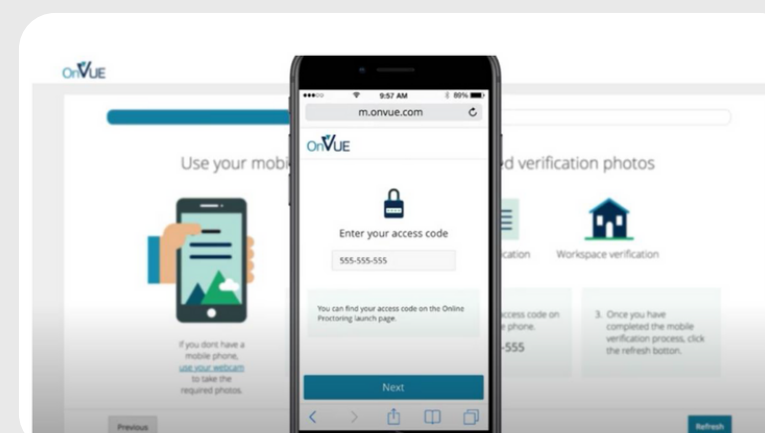 OnVUE
Use your mobi
d verification photos
If you dont have a
mobile phone,
use your webcam
to take the
required photos.
Previous
9:57 AM
80%
m.onvue.com
OnVUE
Enter your access code
555-555-555
You can find your access code on the Online
Proctoring launch page.
Next
ication
Workspace verification
access code on
e phone.
-555
3. Once you have
completed the mobile
verification process, click
the refresh botton.
Refresh